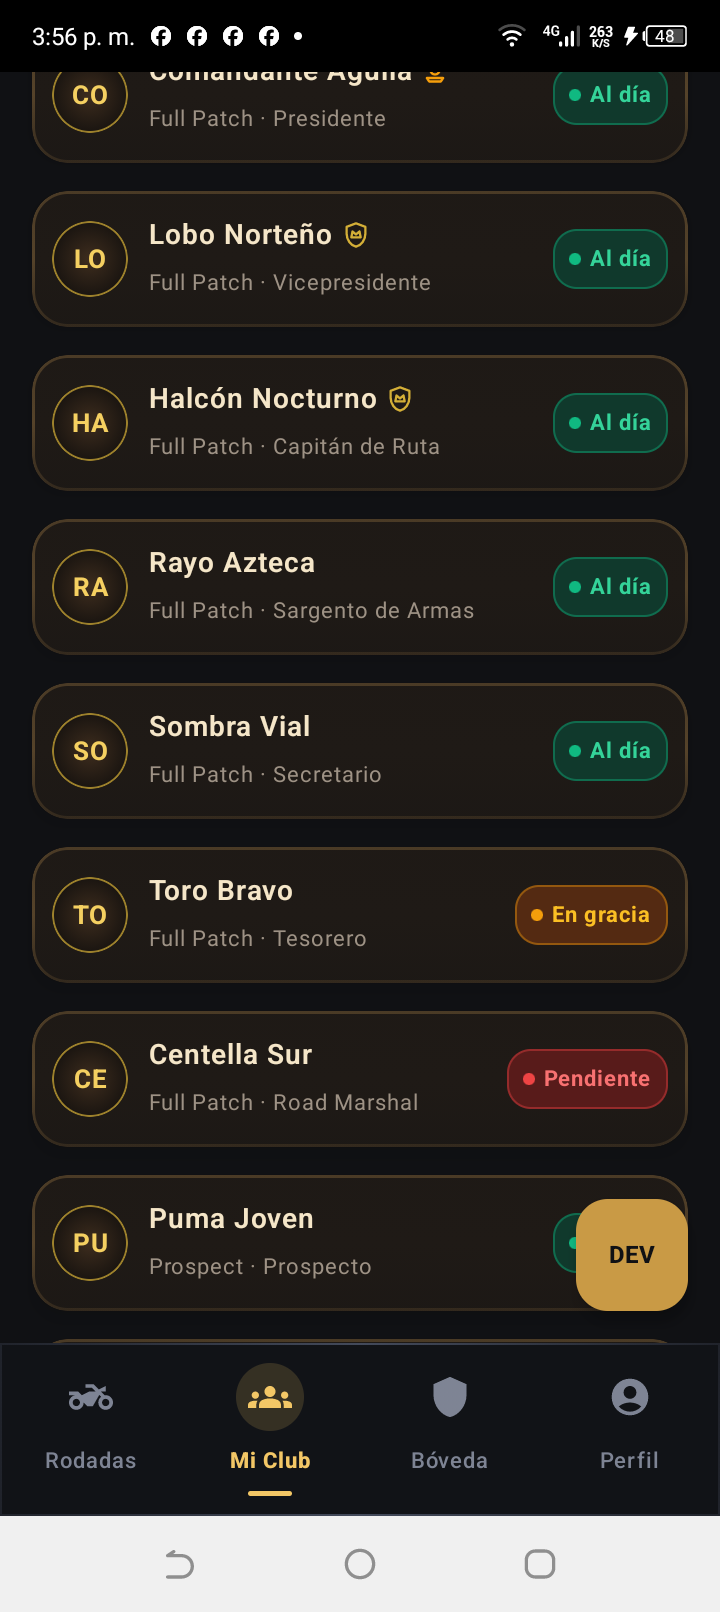 3:56 p. m.
4G
263
K/S
48
CO
Comandante Águila
Full Patch · Presidente
Al día
LO
Lobo Norteño
Full Patch · Vicepresidente
Al día
HA
Halcón Nocturno
Full Patch · Capitán de Ruta
Al día
RA
Rayo Azteca
Full Patch · Sargento de Armas
Al día
SO
Sombra Vial
Full Patch · Secretario
Al día
TO
Toro Bravo
Full Patch · Tesorero
En gracia
CE
Centella Sur
Full Patch · Road Marshal
Pendiente
PU
Puma Joven
Prospect · Prospecto
DEV
Rodadas
Mi Club
Bóveda
Perfil